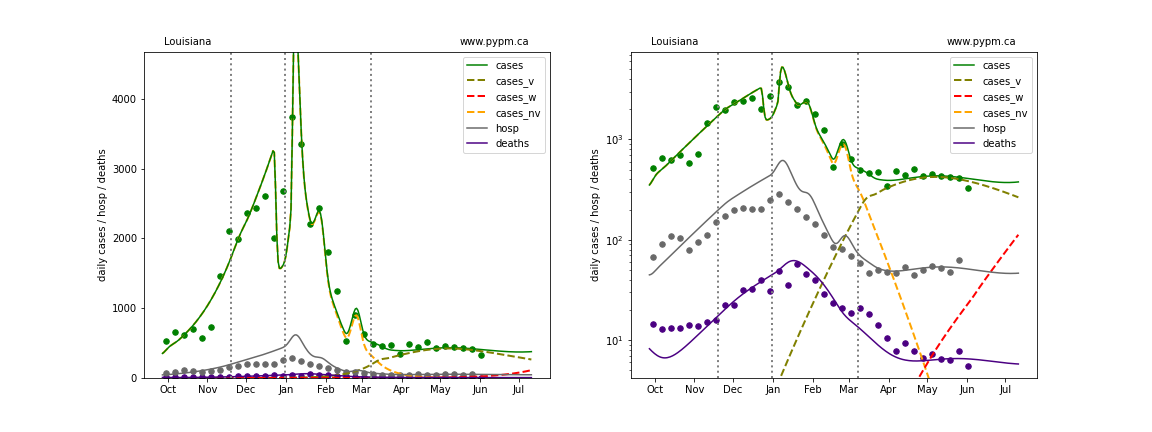 Louisiana
www.pypm.ca
daily cases / hosp / deaths
4000
3000
2000
1000
0
cases
cases_v
cases_w
cases_nv
hosp
deaths
Oct Nov Dec Jan Feb Mar Apr May Jun Jul
Louisiana
www.pypm.ca
daily cases / hosp / deaths
10³
10²
10¹
cases
cases_v
cases_w
cases_nv
hosp
deaths
Oct Nov Dec Jan Feb Mar Apr May Jun Jul